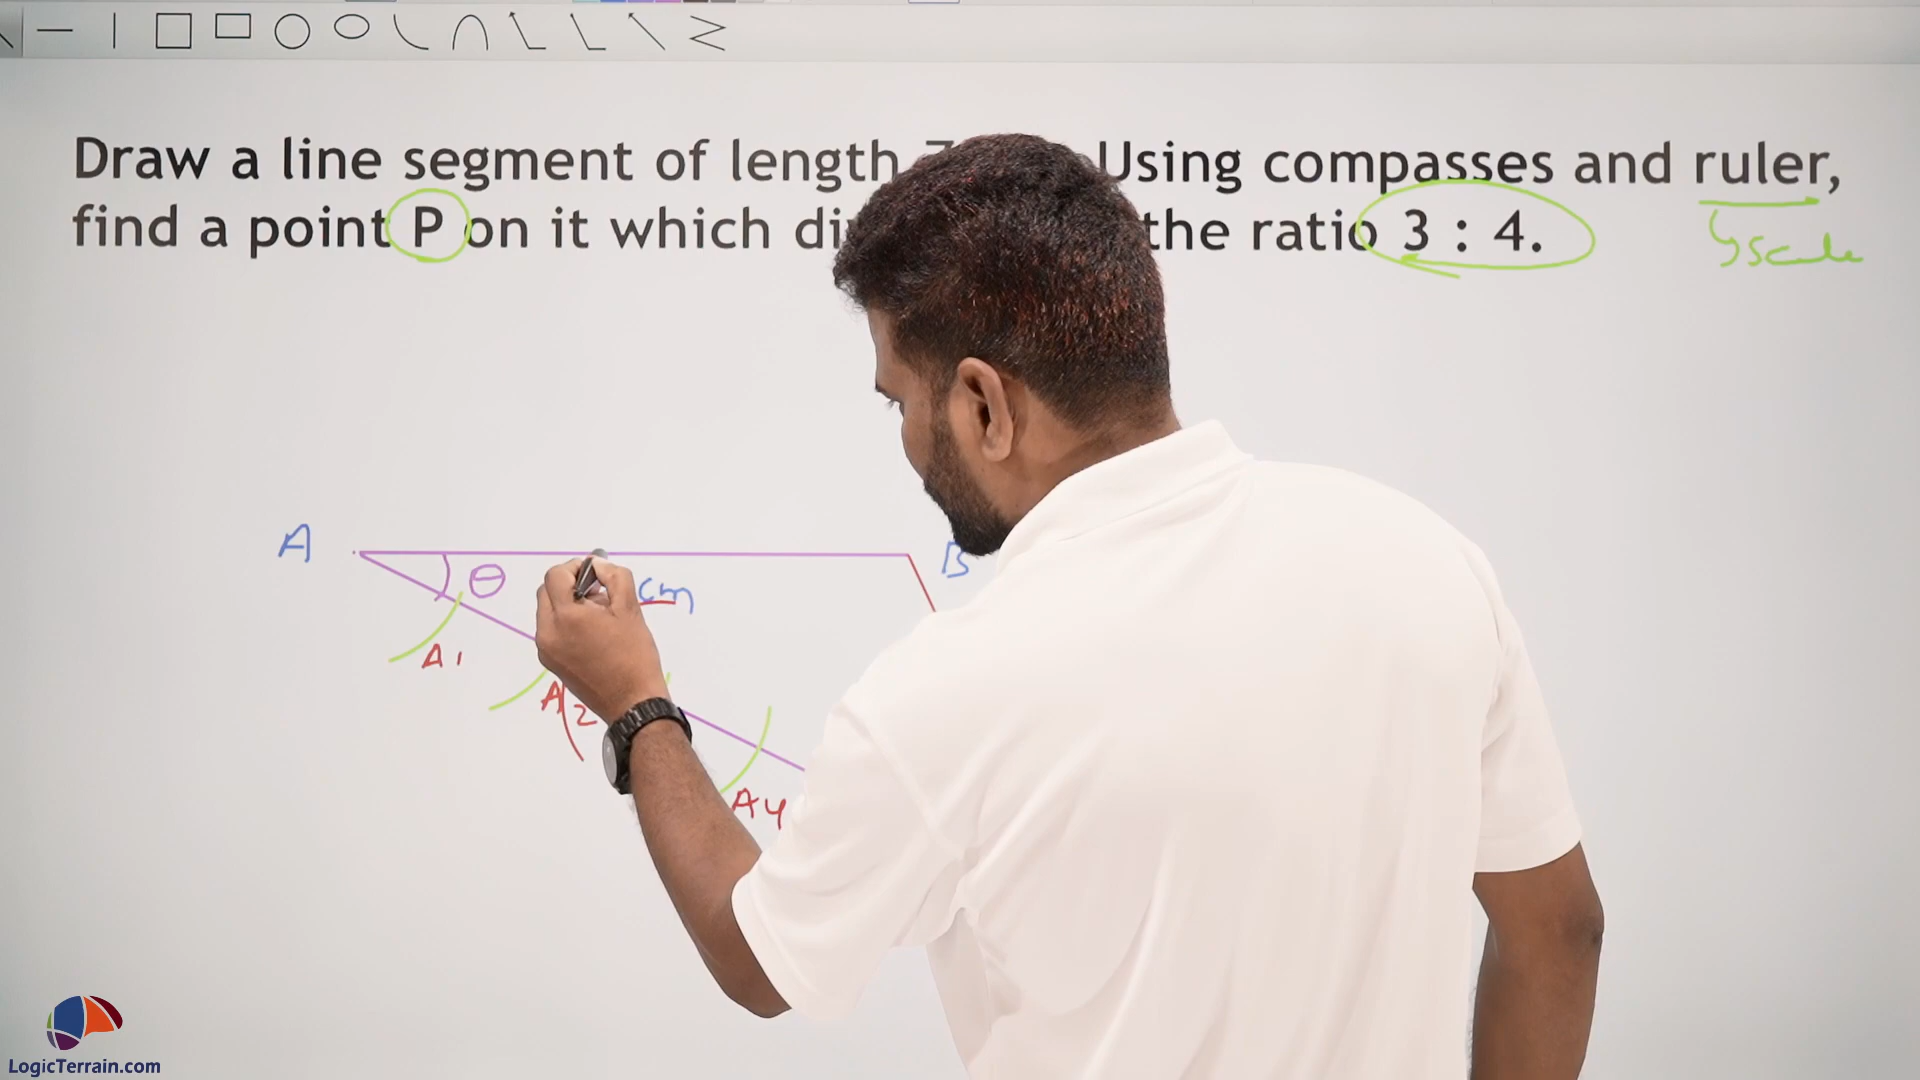 Draw a line segment of length Using compasses and ruler,
find a point P on it which the ratio 3 : 4.
scale
A
B
θ
cm
A1
A2
A4
LogicTerrain.com